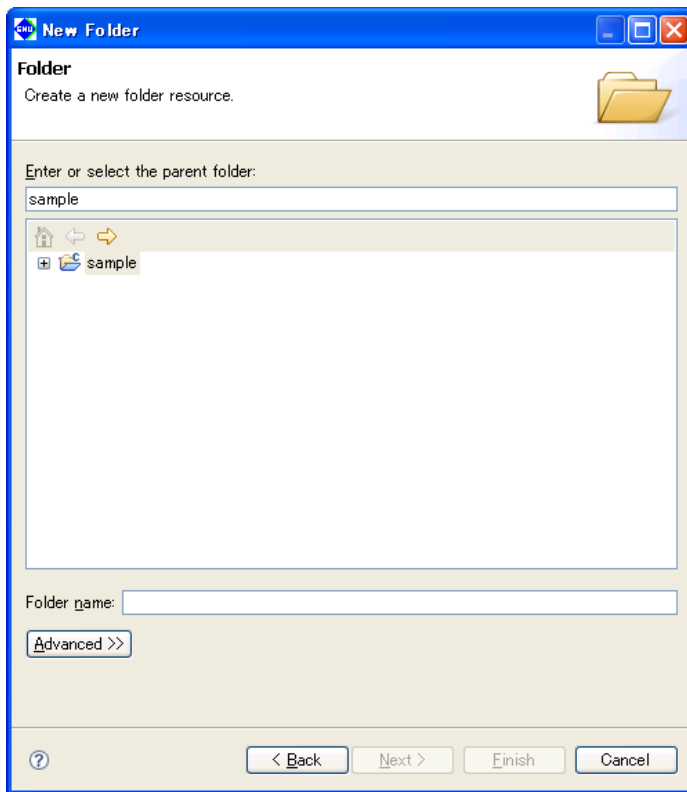 GNU New Folder
Folder
Create a new folder resource.
Enter or select the parent folder:
sample
C sample
Folder name:
Advanced >>
? < Back Next > Finish Cancel